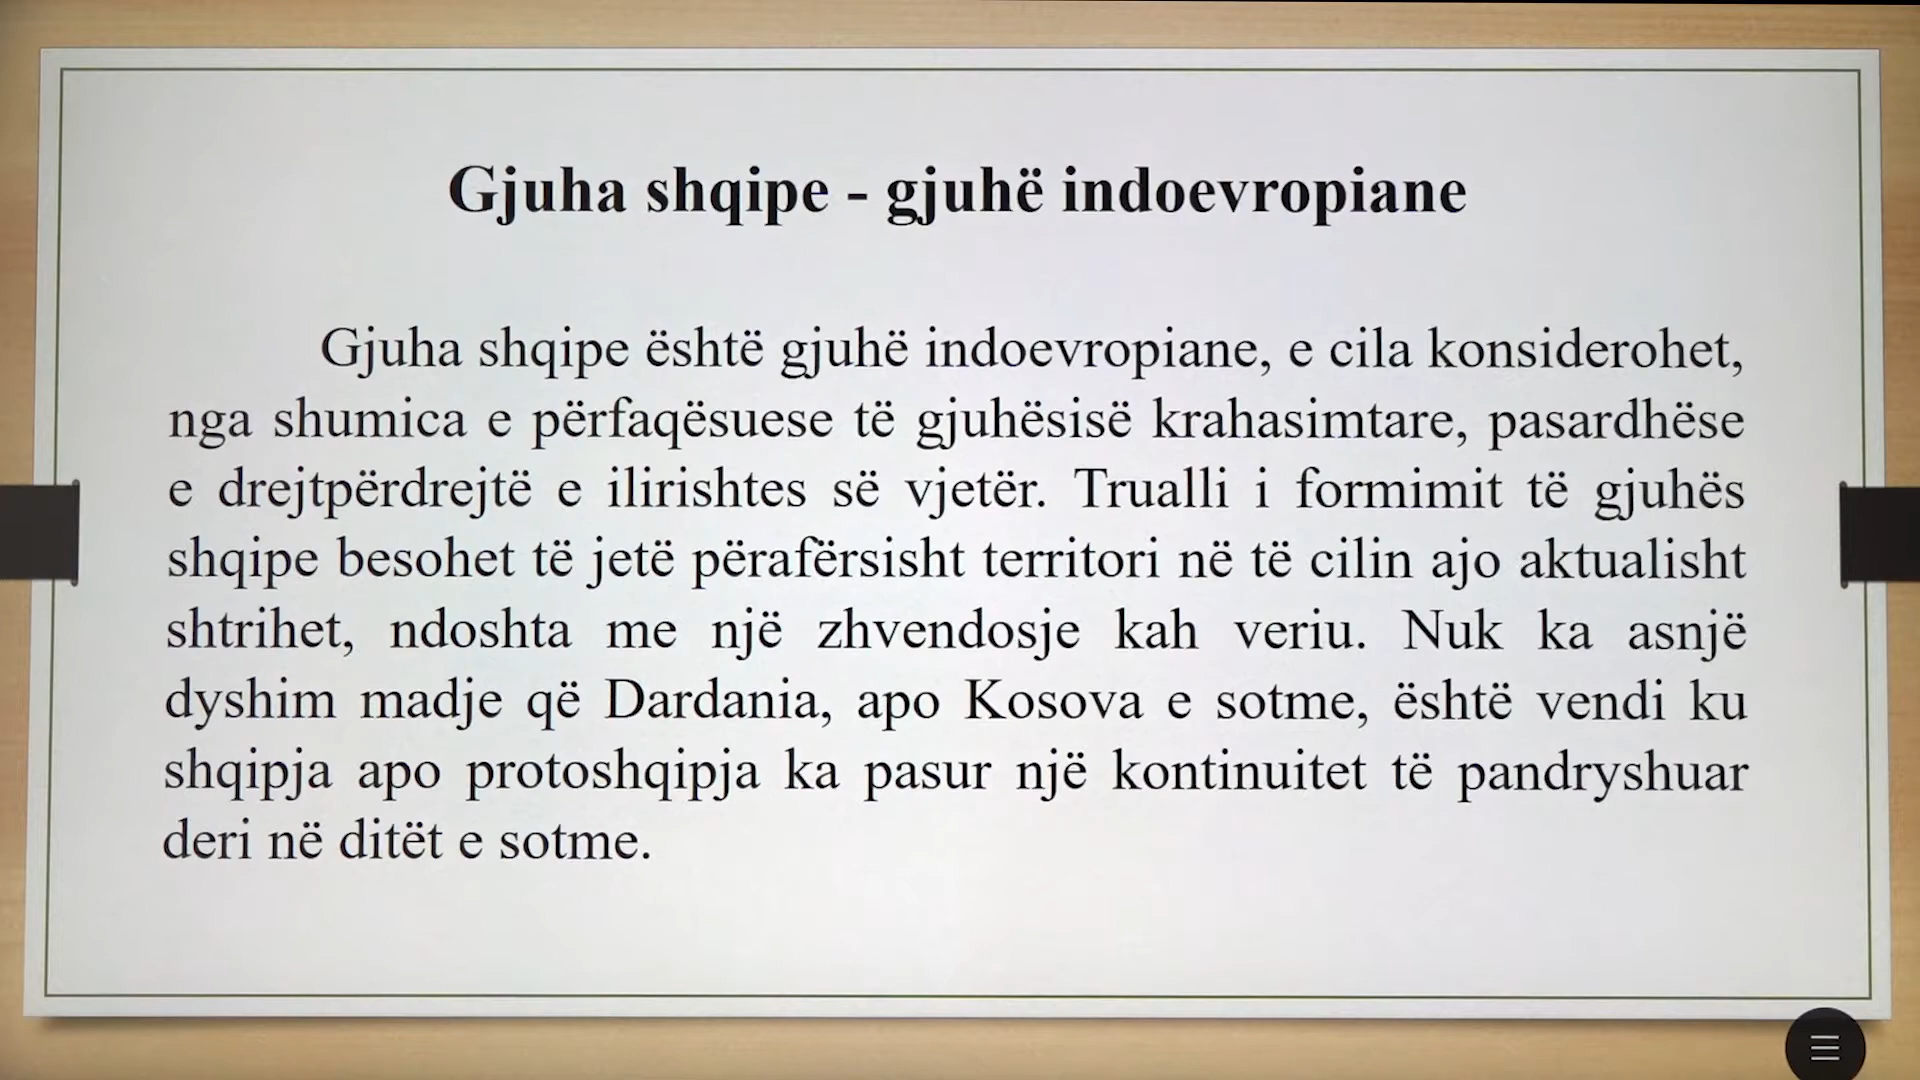 Gjuha shqipe - gjuhë indoevropiane
Gjuha shqipe është gjuhë indoevropiane, e cila konsiderohet,
nga shumica e përfaqësuese të gjuhësisë krahasimtare, pasardhëse
e drejtpërdrejtë e ilirishtes së vjetër. Trualli i formimit të gjuhës
shqipe besohet të jetë përafërsisht territori në të cilin ajo aktualisht
shtrihet, ndoshta me një zhvendosje kah veriu. Nuk ka asnjë
dyshim madje që Dardania, apo Kosova e sotme, është vendi ku
shqipja apo protoshqipja ka pasur një kontinuitet të pandryshuar
deri në ditët e sotme.